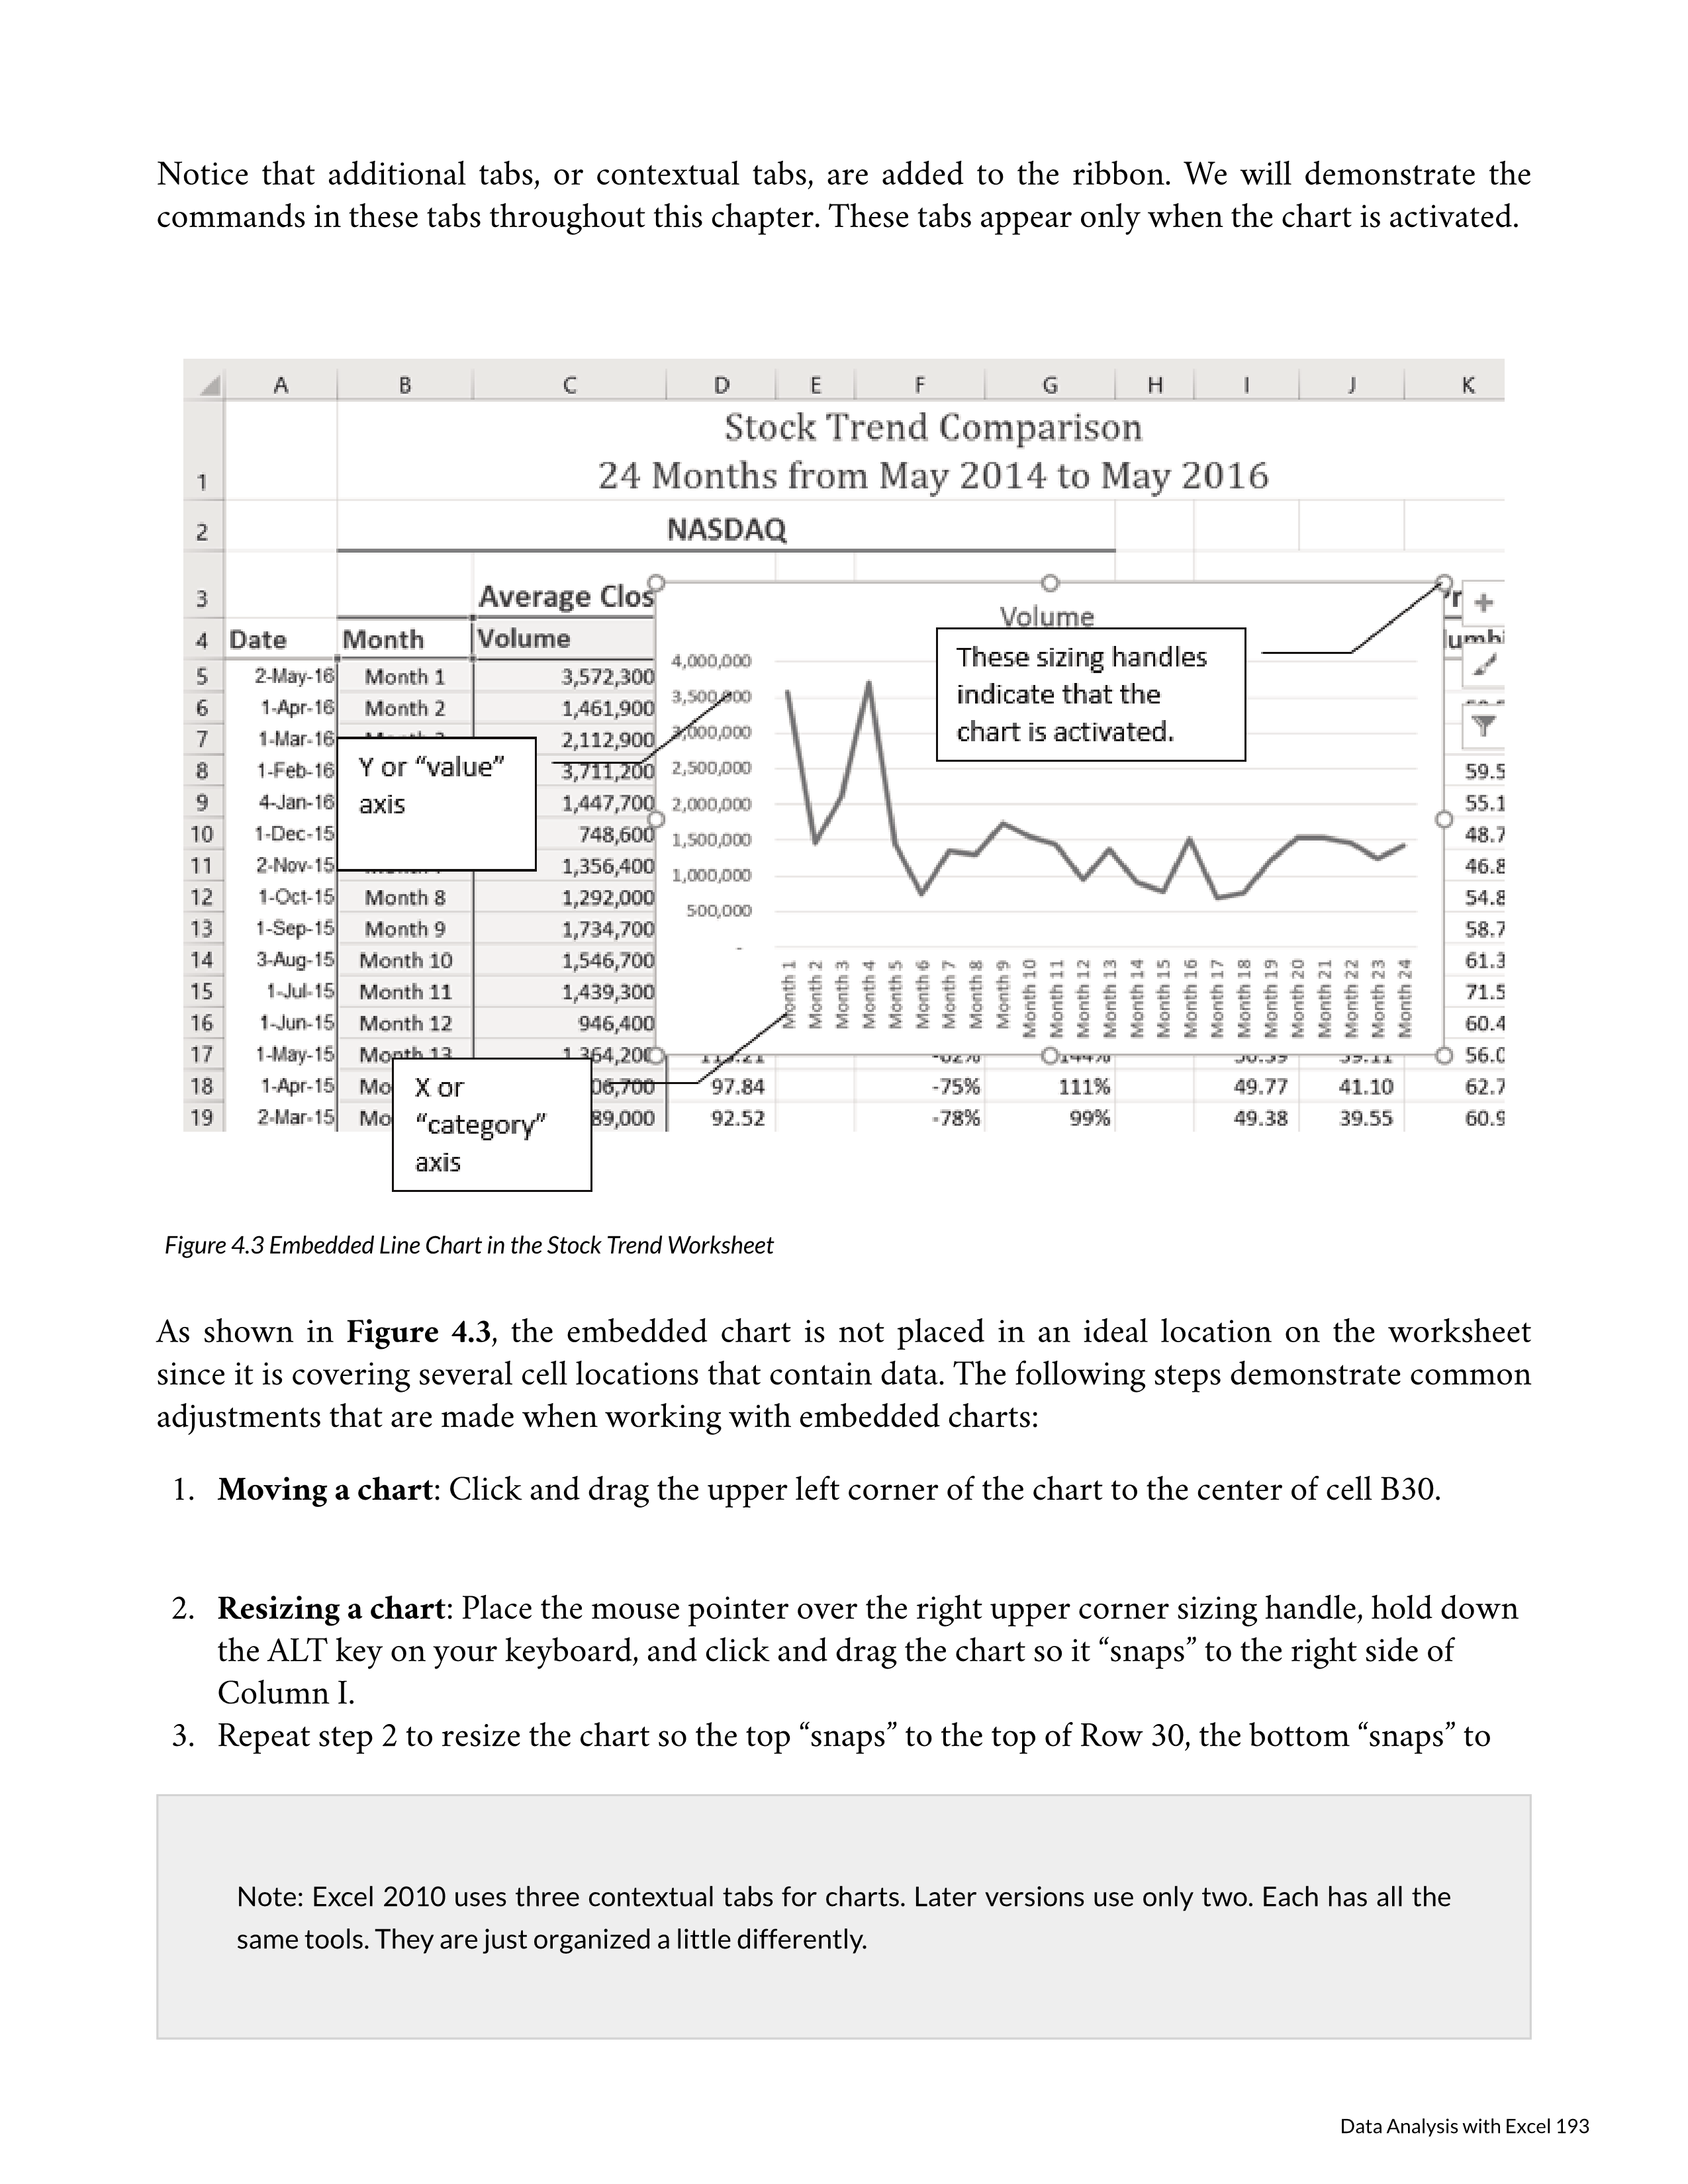 Notice that additional tabs, or contextual tabs, are added to the ribbon. We will demonstrate the
commands in these tabs throughout this chapter. These tabs appear only when the chart is activated.
A B C D E F G H I J K
Stock Trend Comparison
1 24 Months from May 2014 to May 2016
2 NASDAQ
3 Average Clos
4 Date Month Volume
5 2-May-16 Month 1 3,572,300
6 1-Apr-16 Month 2 1,461,900
7 1-Mar-16 2,112,900
8 1-Feb-16 3,711,200 59.5
9 4-Jan-16 1,447,700 55.1
10 1-Dec-15 748,600 48.7
11 2-Nov-15 1,356,400 46.8
12 1-Oct-15 Month 8 1,292,000 54.8
13 1-Sep-15 Month 9 1,734,700 58.7
14 3-Aug-15 Month 10 1,546,700 61.3
15 1-Jul-15 Month 11 1,439,300 71.5
16 1-Jun-15 Month 12 946,400 60.4
17 1-May-15 Month 13 1,364,200 144% 56.0
18 1-Apr-15 Mo 06,700 97.84 -75% 111% 49.77 41.10 62.7
19 2-Mar-15 Mo 89,000 92.52 -78% 99% 49.38 39.55 60.9
Volume
4,000,000
3,500,000
3,000,000
2,500,000
2,000,000
1,500,000
1,000,000
500,000
-
Month 1
Month 2
Month 3
Month 4
Month 5
Month 6
Month 7
Month 8
Month 9
Month 10
Month 11
Month 12
Month 13
Month 14
Month 15
Month 16
Month 17
Month 18
Month 19
Month 20
Month 21
Month 22
Month 23
Month 24
These sizing handles
indicate that the
chart is activated.
Y or “value”
axis
X or
“category”
axis
Figure 4.3 Embedded Line Chart in the Stock Trend Worksheet
As shown in Figure 4.3, the embedded chart is not placed in an ideal location on the worksheet
since it is covering several cell locations that contain data. The following steps demonstrate common
adjustments that are made when working with embedded charts:
1. Moving a chart: Click and drag the upper left corner of the chart to the center of cell B30.
2. Resizing a chart: Place the mouse pointer over the right upper corner sizing handle, hold down
the ALT key on your keyboard, and click and drag the chart so it “snaps” to the right side of
Column I.
3. Repeat step 2 to resize the chart so the top “snaps” to the top of Row 30, the bottom “snaps” to
Note: Excel 2010 uses three contextual tabs for charts. Later versions use only two. Each has all the
same tools. They are just organized a little differently.
Data Analysis with Excel 193